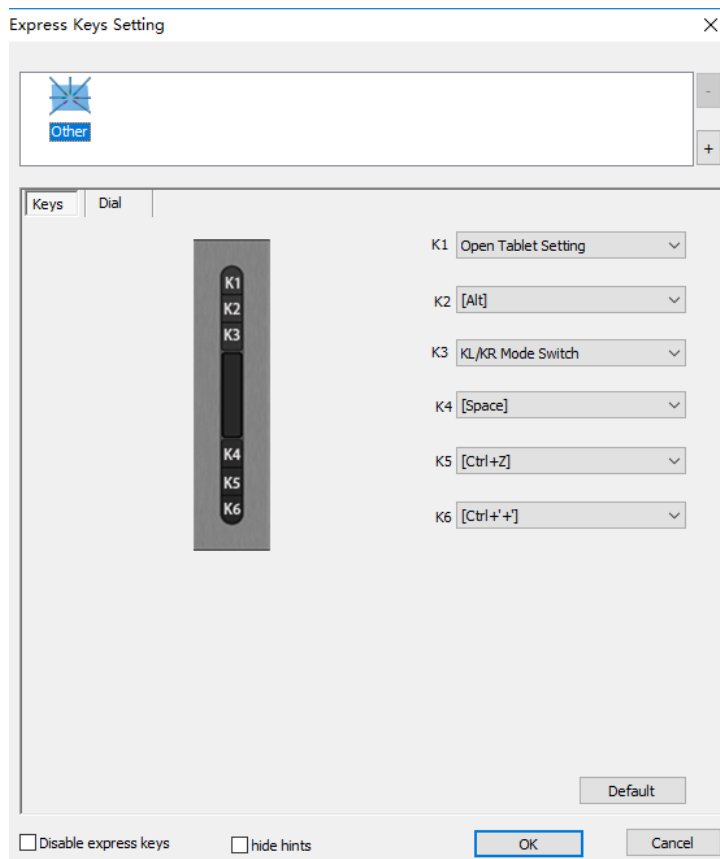 Express Keys Setting
Other
-
+
Keys Dial
K1 Open Tablet Setting
K2 [Alt]
K3 KL/KR Mode Switch
K4 [Space]
K5 [Ctrl+Z]
K6 [Ctrl+'+']
K1
K2
K3
K4
K5
K6
Default
Disable express keys hide hints OK Cancel